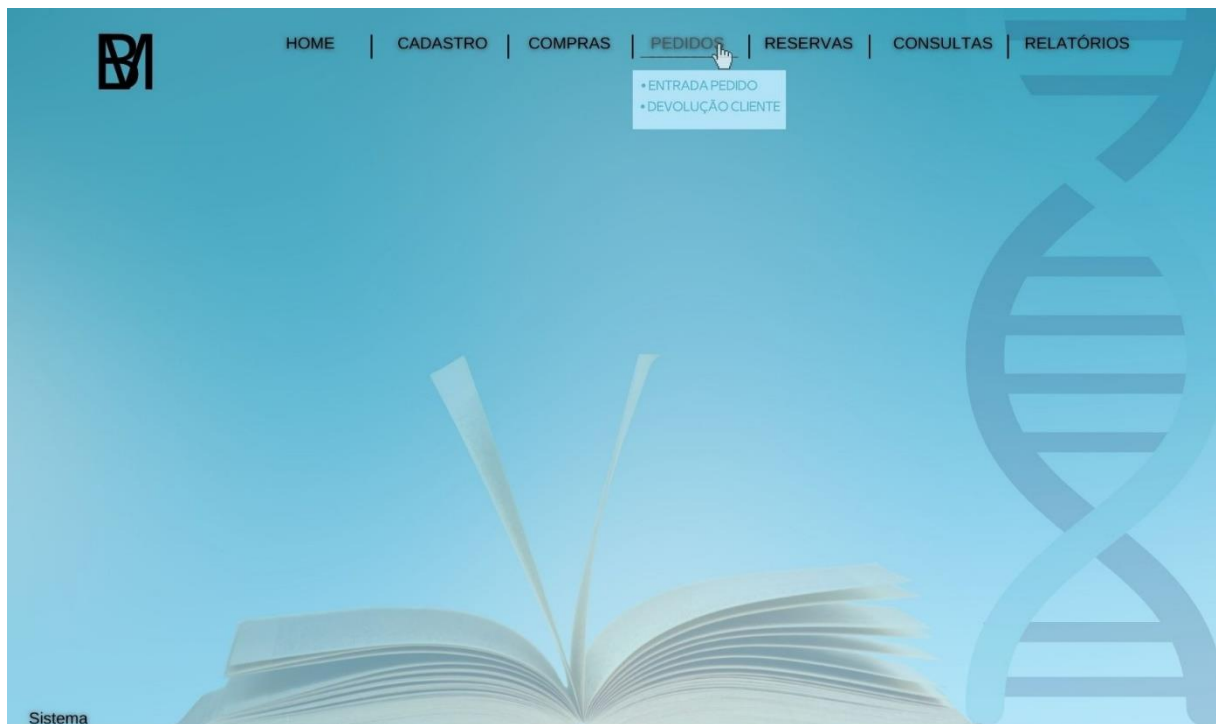 HOME | CADASTRO | COMPRAS | PEDIDOS | RESERVAS | CONSULTAS | RELATÓRIOS
• ENTRADA PEDIDO
• DEVOLUÇÃO CLIENTE
Sistema